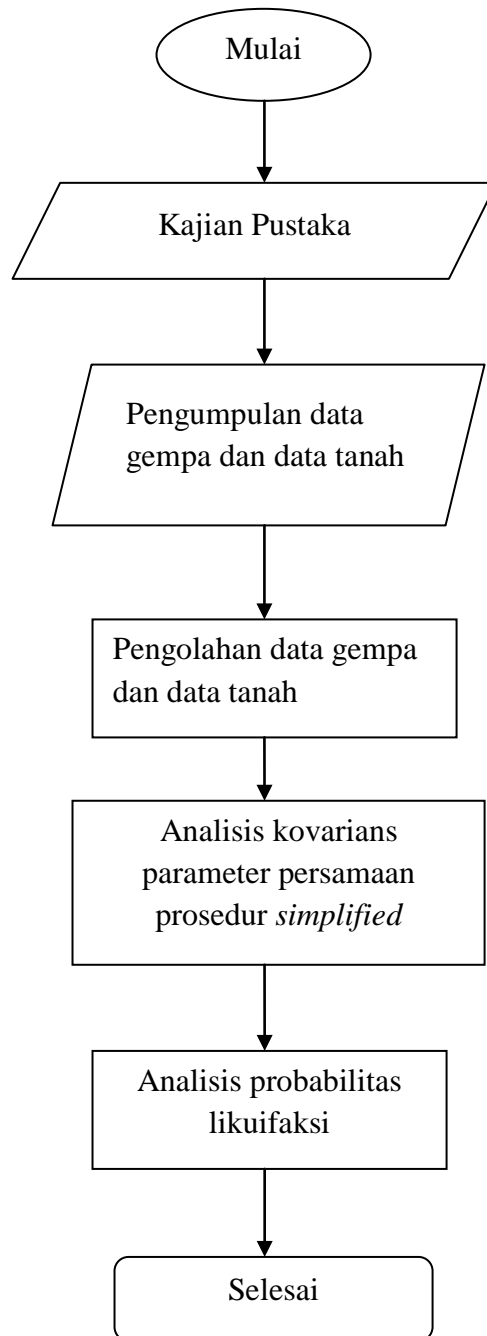 Mulai
Kajian Pustaka
Pengumpulan data
gempa dan data tanah
Pengolahan data gempa
dan data tanah
Analisis kovarians
parameter persamaan
prosedur simplified
Analisis probabilitas
likuifaksi
Selesai